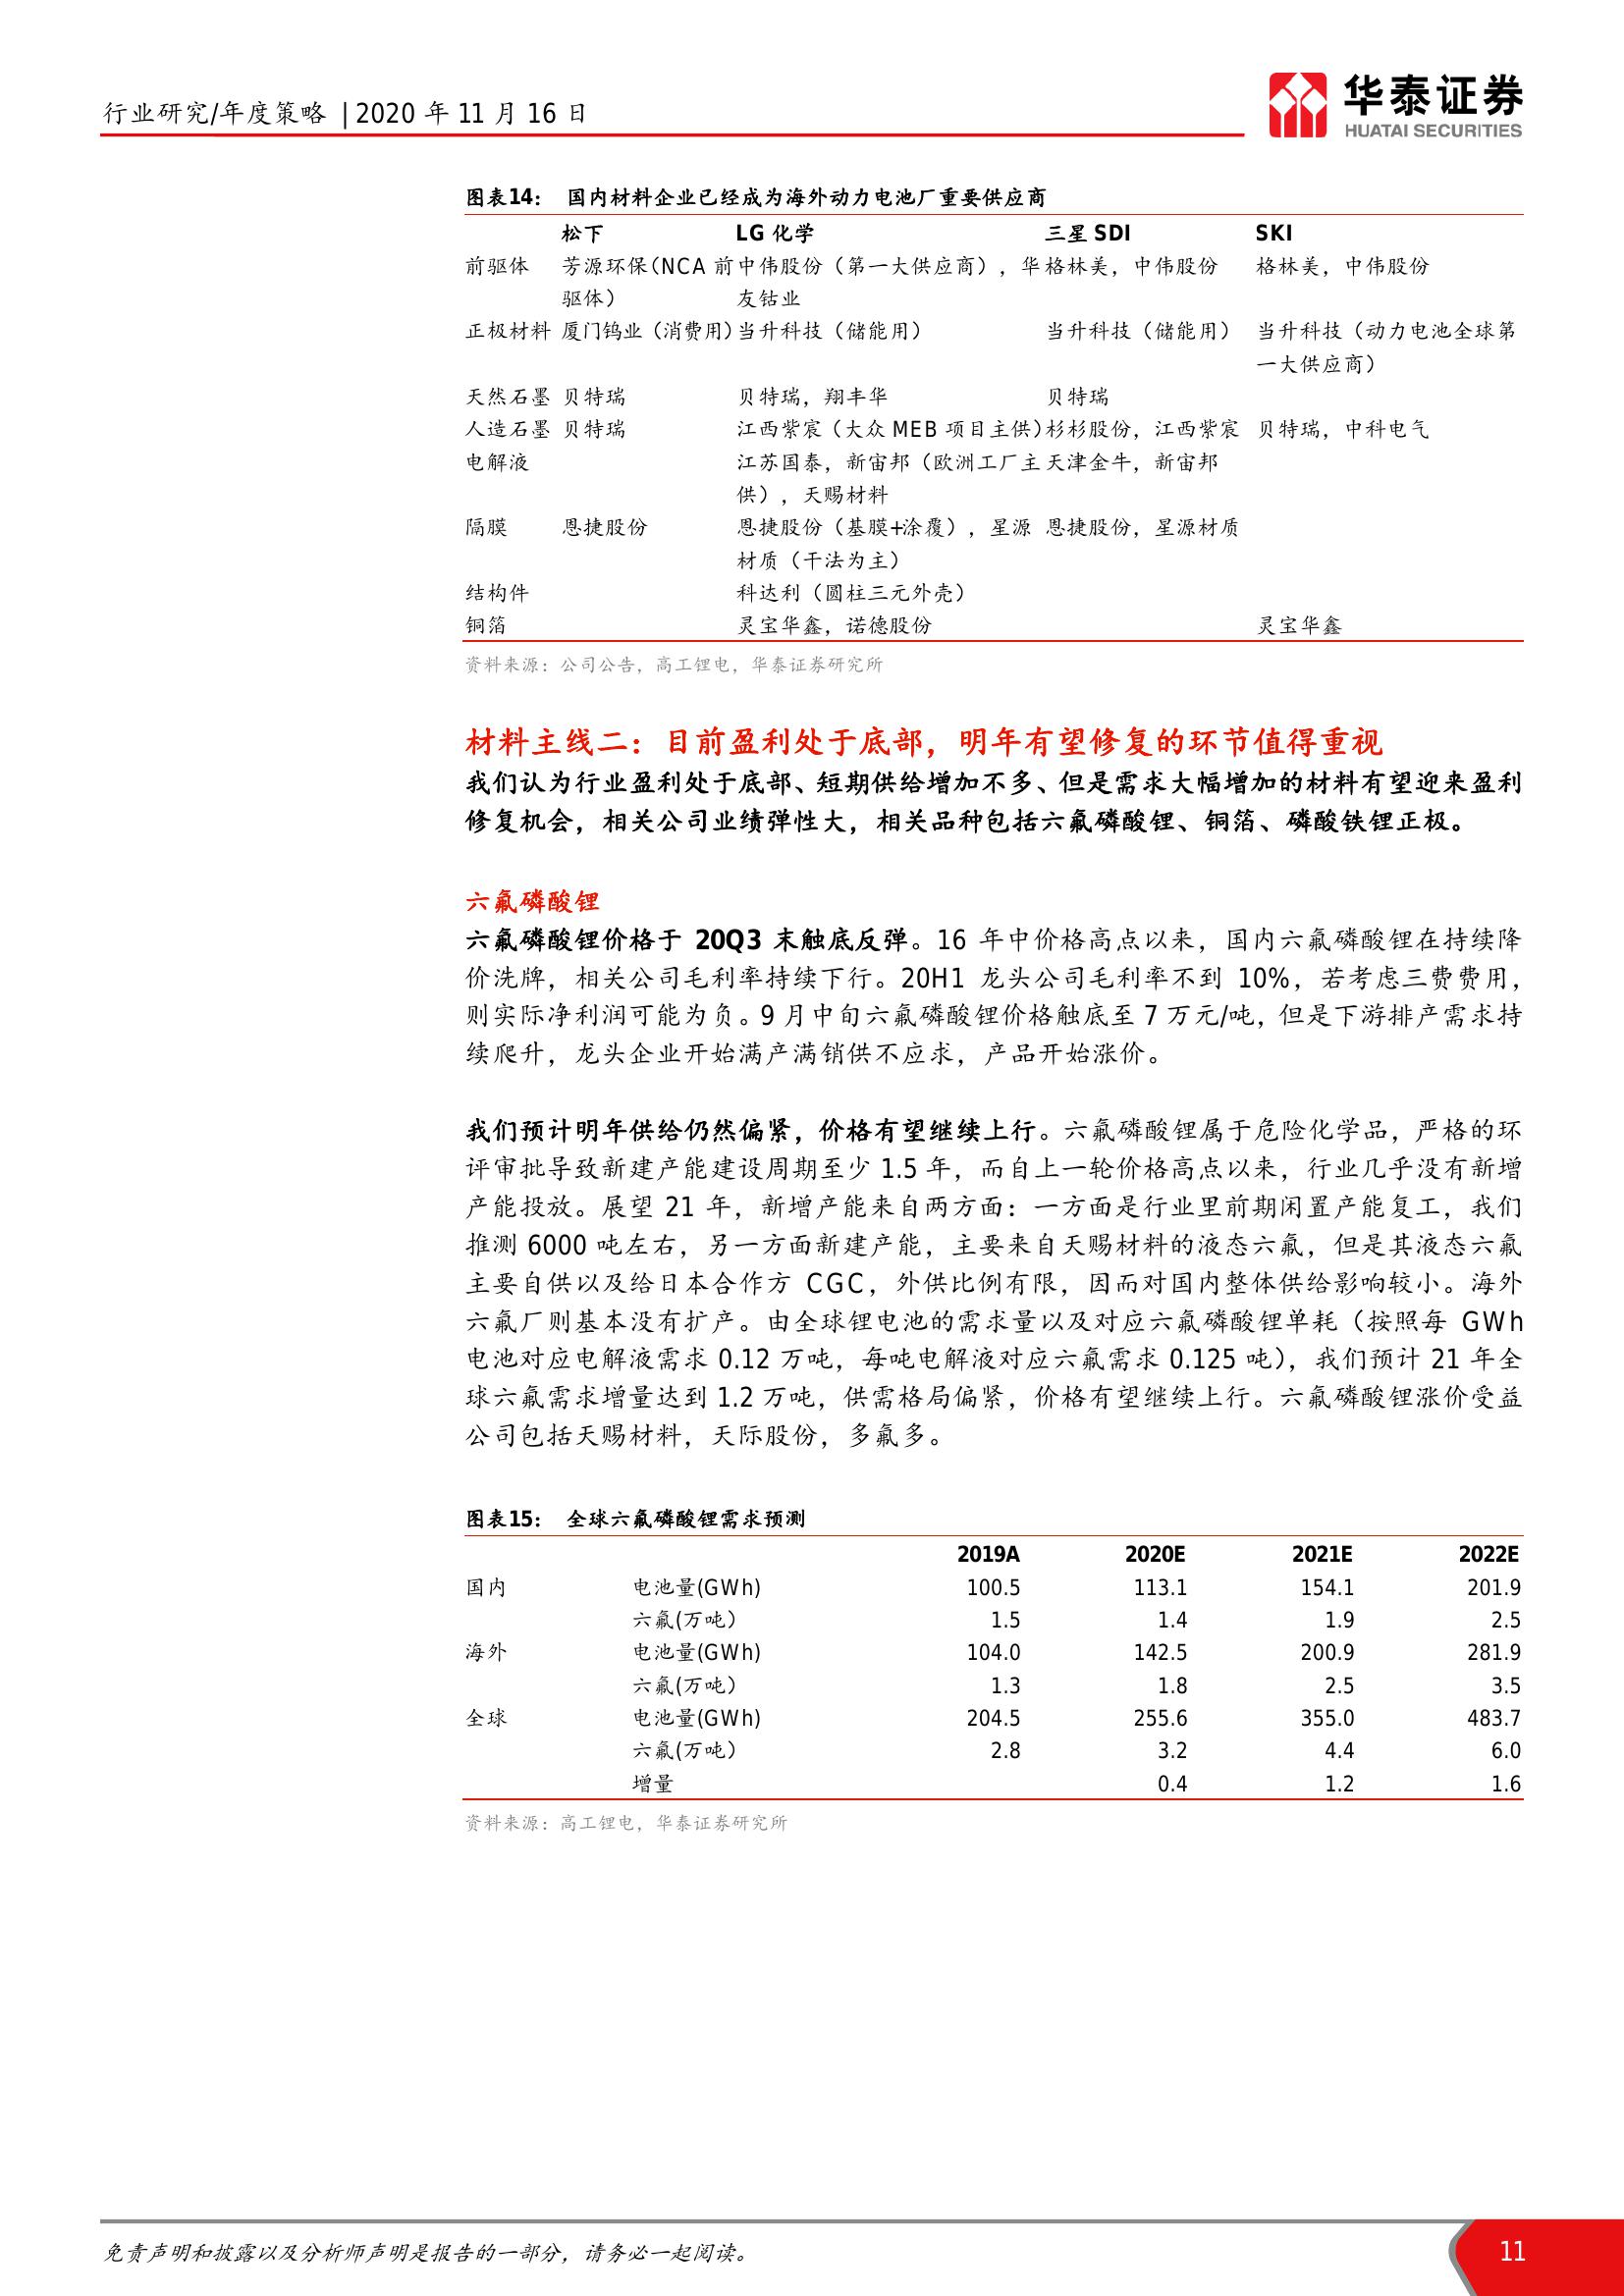 行业研究/年度策略 | 2020 年 11 月 16 日
华泰证券
HUATAI SECURITIES
图表14： 国内材料企业已经成为海外动力电池厂重要供应商
松下 LG 化学 三星 SDI SKI
前驱体 芳源环保（NCA 前 中伟股份（第一大供应商），华 格林美，中伟股份 格林美，中伟股份
驱体） 友钴业
正极材料 厦门钨业（消费用） 当升科技（储能用） 当升科技（储能用） 当升科技（动力电池全球第
一大供应商）
天然石墨 贝特瑞 贝特瑞，翔丰华 贝特瑞
人造石墨 贝特瑞 江西紫宸（大众 MEB 项目主供） 杉杉股份，江西紫宸 贝特瑞，中科电气
电解液 江苏国泰，新宙邦（欧洲工厂主 天津金牛，新宙邦
供），天赐材料
隔膜 恩捷股份 恩捷股份（基膜+涂覆），星源 恩捷股份，星源材质
材质（干法为主）
结构件 科达利（圆柱三元外壳）
铜箔 灵宝华鑫，诺德股份 灵宝华鑫
资料来源：公司公告，高工锂电，华泰证券研究所
材料主线二：目前盈利处于底部，明年有望修复的环节值得重视
我们认为行业盈利处于底部、短期供给增加不多、但是需求大幅增加的材料有望迎来盈利
修复机会，相关公司业绩弹性大，相关品种包括六氟磷酸锂、铜箔、磷酸铁锂正极。
六氟磷酸锂
六氟磷酸锂价格于 20Q3 末触底反弹。16 年中价格高点以来，国内六氟磷酸锂在持续降
价洗牌，相关公司毛利率持续下行。20H1 龙头公司毛利率不到 10%，若考虑三费费用，
则实际净利润可能为负。9 月中旬六氟磷酸锂价格触底至 7 万元/吨，但是下游排产需求持
续爬升，龙头企业开始满产满销供不应求，产品开始涨价。
我们预计明年供给仍然偏紧，价格有望继续上行。六氟磷酸锂属于危险化学品，严格的环
评审批导致新建产能建设周期至少 1.5 年，而自上一轮价格高点以来，行业几乎没有新增
产能投放。展望 21 年，新增产能来自两方面：一方面是行业里前期闲置产能复工，我们
推测 6000 吨左右，另一方面新建产能，主要来自天赐材料的液态六氟，但是其液态六氟
主要自供以及给日本合作方 CGC，外供比例有限，因而对国内整体供给影响较小。海外
六氟厂则基本没有扩产。由全球锂电池的需求量以及对应六氟磷酸锂单耗（按照每 GWh
电池对应电解液需求 0.12 万吨，每吨电解液对应六氟需求 0.125 吨），我们预计 21 年全
球六氟需求增量达到 1.2 万吨，供需格局偏紧，价格有望继续上行。六氟磷酸锂涨价受益
公司包括天赐材料，天际股份，多氟多。
图表15： 全球六氟磷酸锂需求预测
2019A 2020E 2021E 2022E
国内 电池量(GWh) 100.5 113.1 154.1 201.9
六氟(万吨） 1.5 1.4 1.9 2.5
海外 电池量(GWh) 104.0 142.5 200.9 281.9
六氟(万吨） 1.3 1.8 2.5 3.5
全球 电池量(GWh) 204.5 255.6 355.0 483.7
六氟(万吨） 2.8 3.2 4.4 6.0
增量 0.4 1.2 1.6
资料来源：高工锂电，华泰证券研究所
免责声明和披露以及分析师声明是报告的一部分，请务必一起阅读。
11